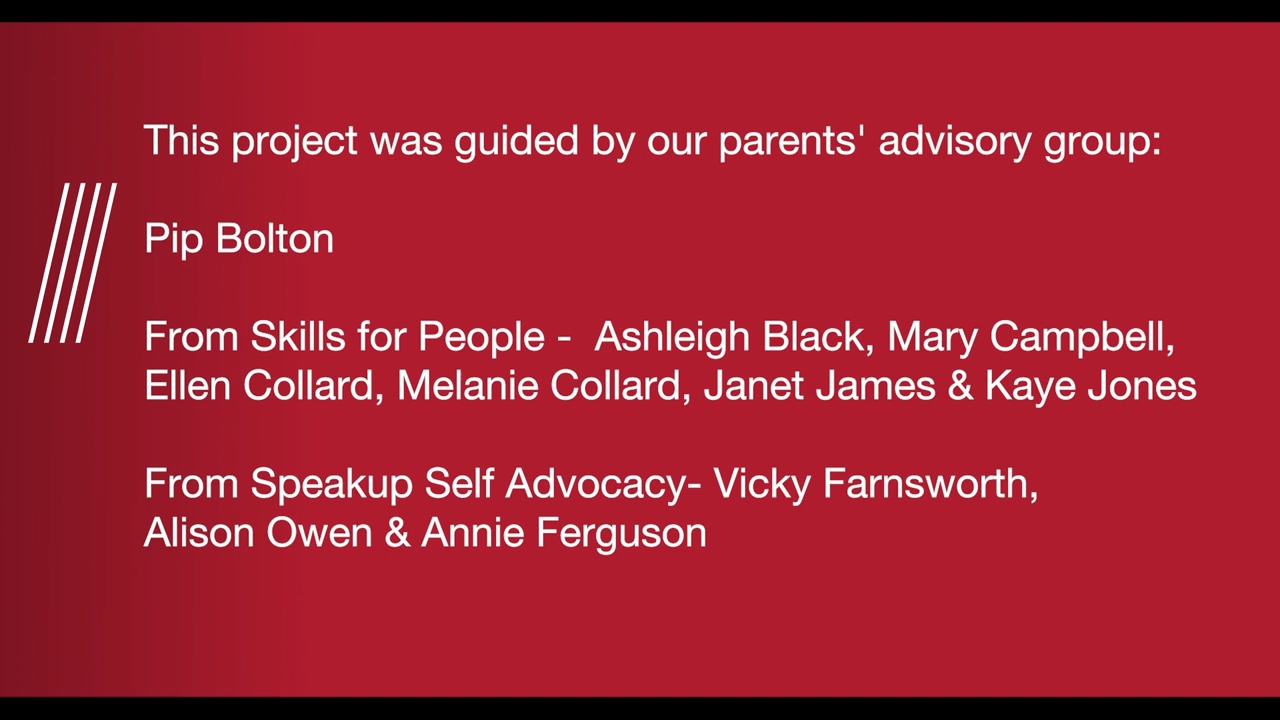 This project was guided by our parents' advisory group:
Pip Bolton
From Skills for People -  Ashleigh Black, Mary Campbell,
Ellen Collard, Melanie Collard, Janet James & Kaye Jones
From Speakup Self Advocacy- Vicky Farnsworth,
Alison Owen & Annie Ferguson